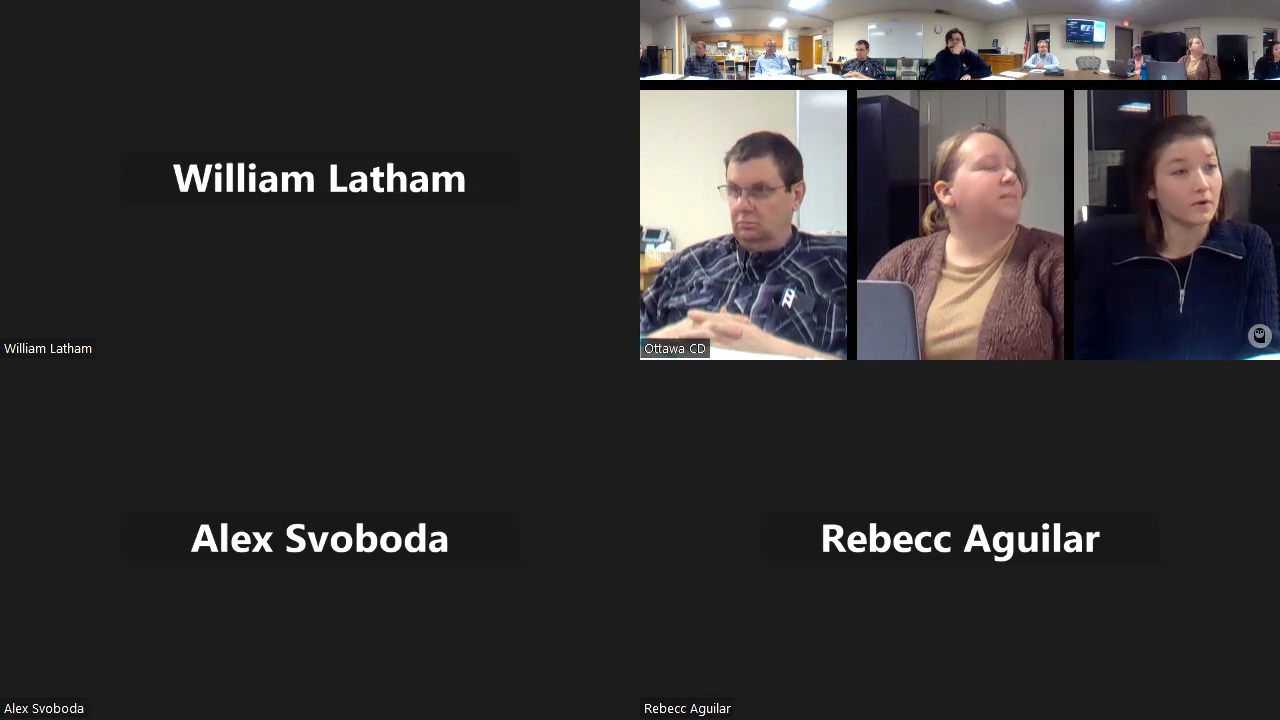 William Latham
William Latham
Ottawa CD
Alex Svoboda
Rebecc Aguilar
Alex Svoboda
Rebecc Aguilar